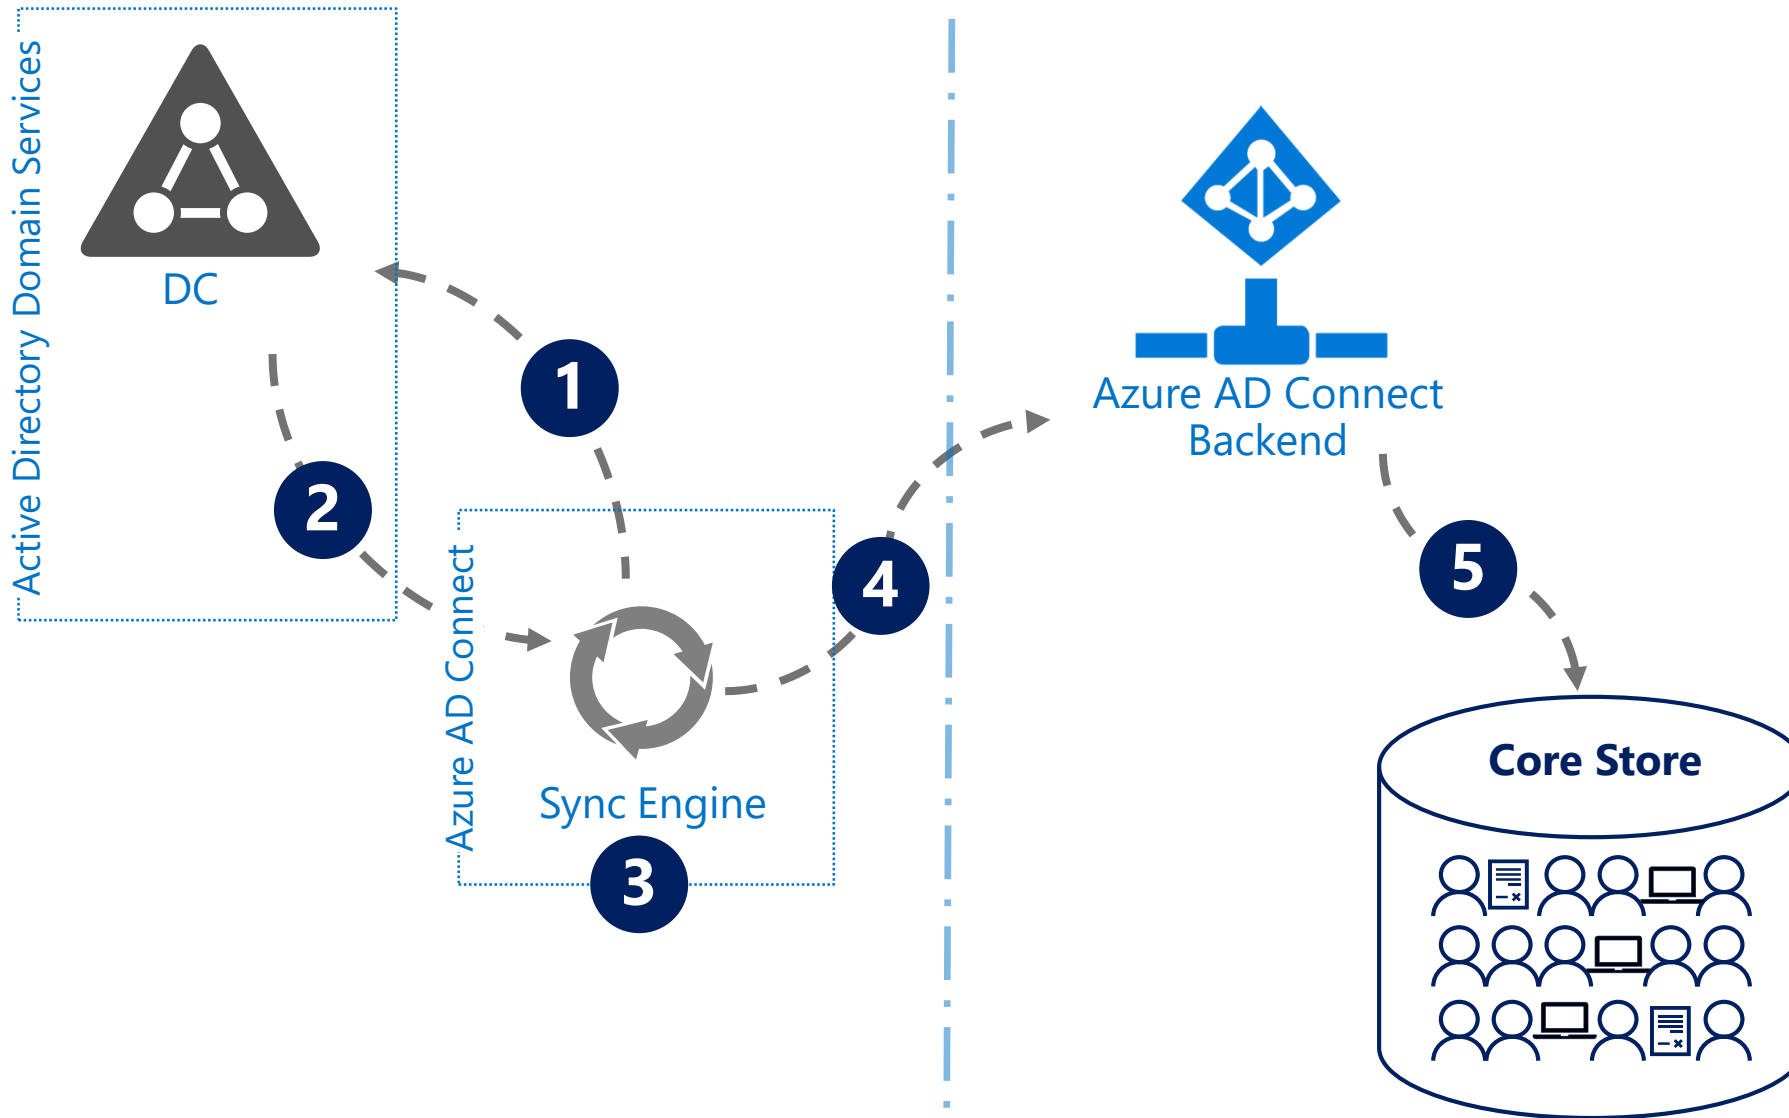 Active Directory Domain Services
DC
1
2
Azure AD Connect
Sync Engine
3
4
Azure AD Connect
Backend
5
Core Store